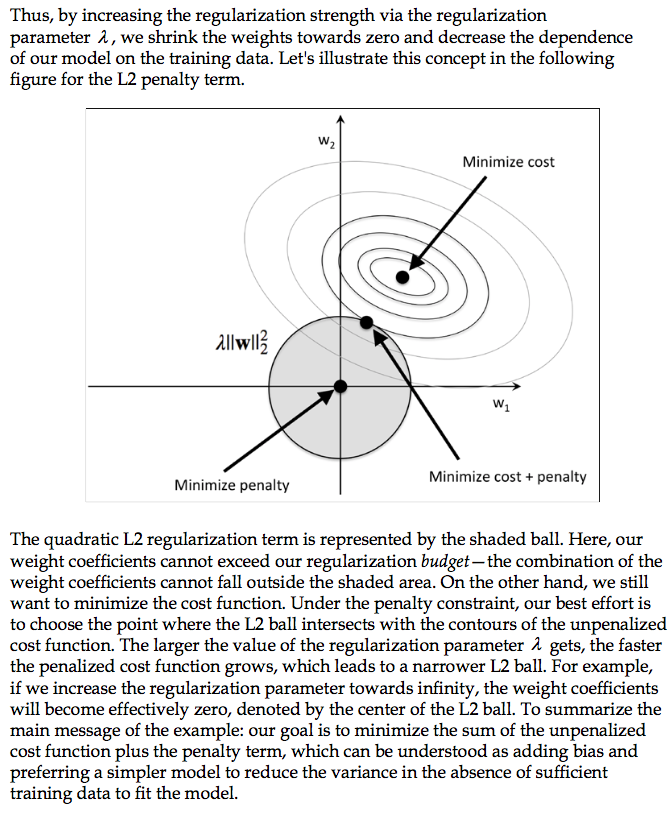 Thus, by increasing the regularization strength via the regularization
parameter λ, we shrink the weights towards zero and decrease the dependence
of our model on the training data. Let's illustrate this concept in the following
figure for the L2 penalty term.
w₂
Minimize cost
λ||w||₂²
w₁
Minimize cost + penalty
Minimize penalty
The quadratic L2 regularization term is represented by the shaded ball. Here, our
weight coefficients cannot exceed our regularization budget—the combination of the
weight coefficients cannot fall outside the shaded area. On the other hand, we still
want to minimize the cost function. Under the penalty constraint, our best effort is
to choose the point where the L2 ball intersects with the contours of the unpenalized
cost function. The larger the value of the regularization parameter λ gets, the faster
the penalized cost function grows, which leads to a narrower L2 ball. For example,
if we increase the regularization parameter towards infinity, the weight coefficients
will become effectively zero, denoted by the center of the L2 ball. To summarize the
main message of the example: our goal is to minimize the sum of the unpenalized
cost function plus the penalty term, which can be understood as adding bias and
preferring a simpler model to reduce the variance in the absence of sufficient
training data to fit the model.